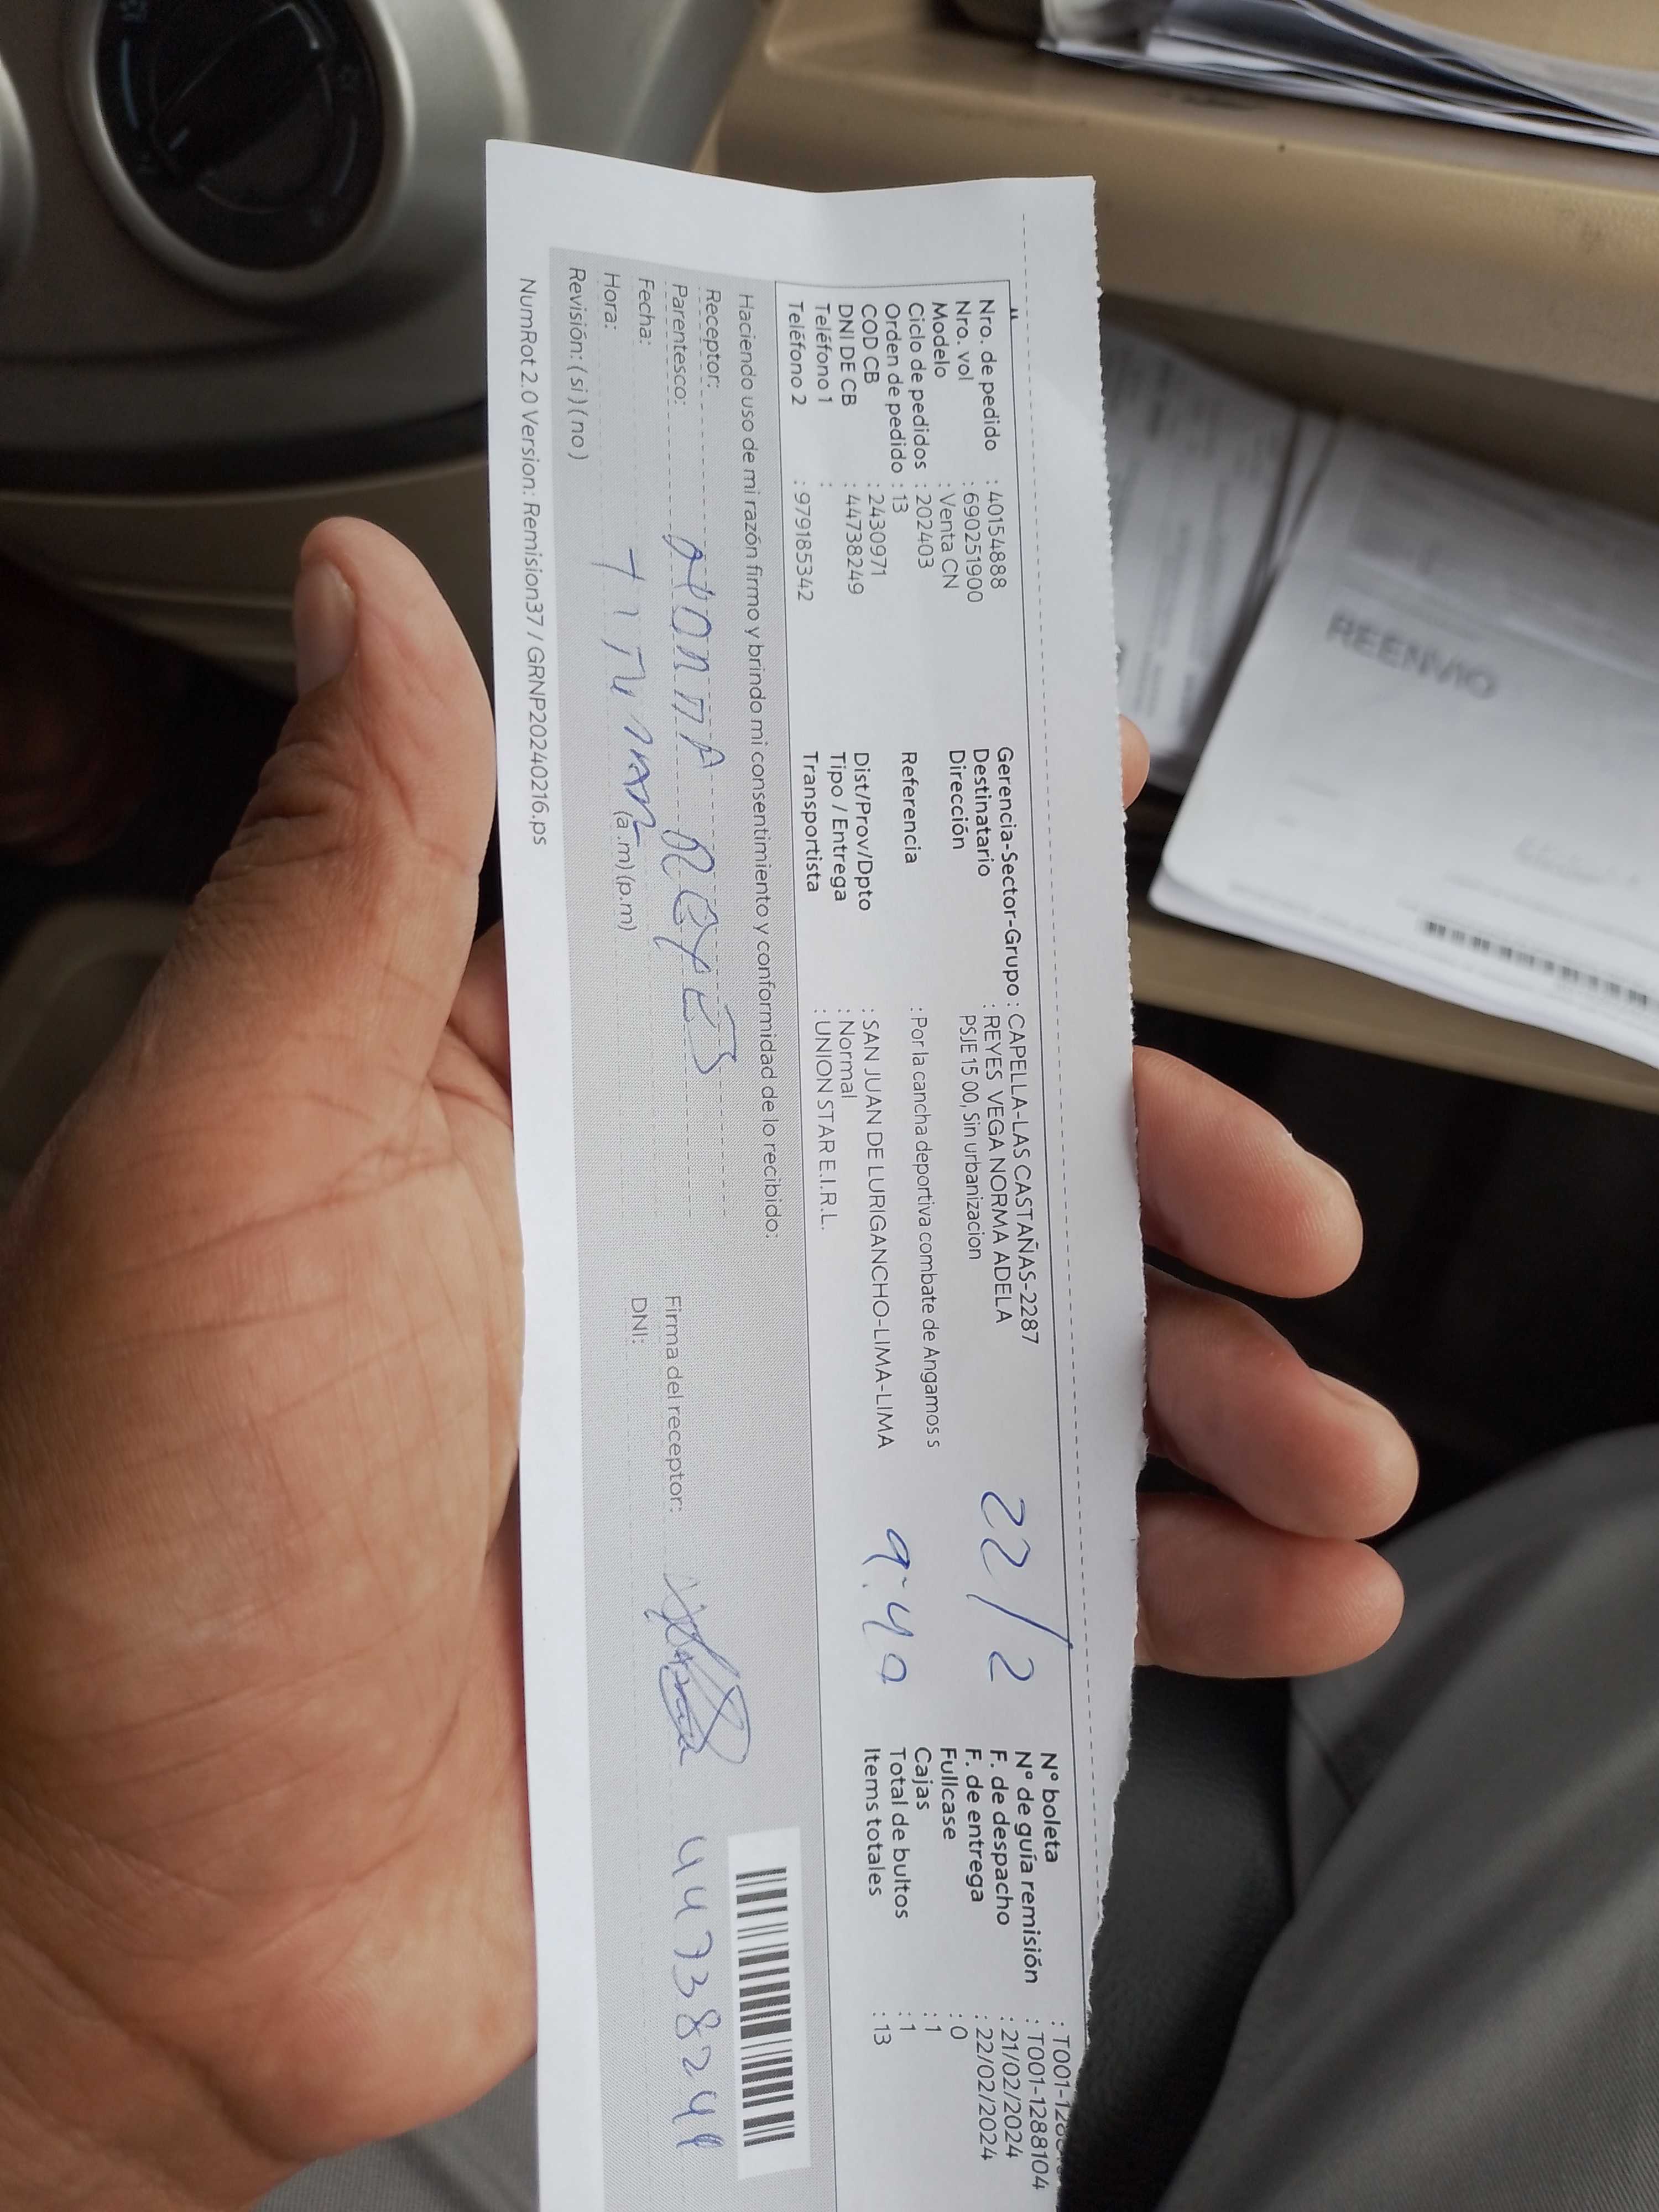 Nro. de pedido : 40154888
Nro. vol : 690251900
Modelo : Venta CN
Ciclo de pedidos : 202403
Orden de pedido : 13
COD CB : 2430971
DNI DE CB : 44738249
Teléfono 1 :
Teléfono 2 : 979185342
Gerencia-Sector-Grupo : CAPELLA-LAS CASTAÑAS-2287
Destinatario : REYES VEGA NORMA ADELA
Dirección PSJE 15 00, Sin urbanizacion
Referencia : Por la cancha deportiva combate de Angamos s
Dist/Prov/Dpto : SAN JUAN DE LURIGANCHO-LIMA-LIMA
Tipo / Entrega : Normal
Transportista : UNION STAR E.I.R.L.
22/2
9:40
N° boleta : T001-128
N° de guía remisión : T001-1288104
F. de despacho : 21/02/2024
F. de entrega : 22/02/2024
Fullcase : 0
Cajas : 1
Total de bultos : 1
Items totales : 13
Haciendo uso de mi razón firmo y brindo mi consentimiento y conformidad de lo recibido:
Receptor:
Parentesco: NORMA REYES
Fecha: TITULAR
Hora: (a.m) (p.m)
Revisión: ( si ) ( no )
Firma del receptor:
DNI:
44738249
NumRot 2.0 Version: Remision37 / GRNP20240216.ps
REENVIO